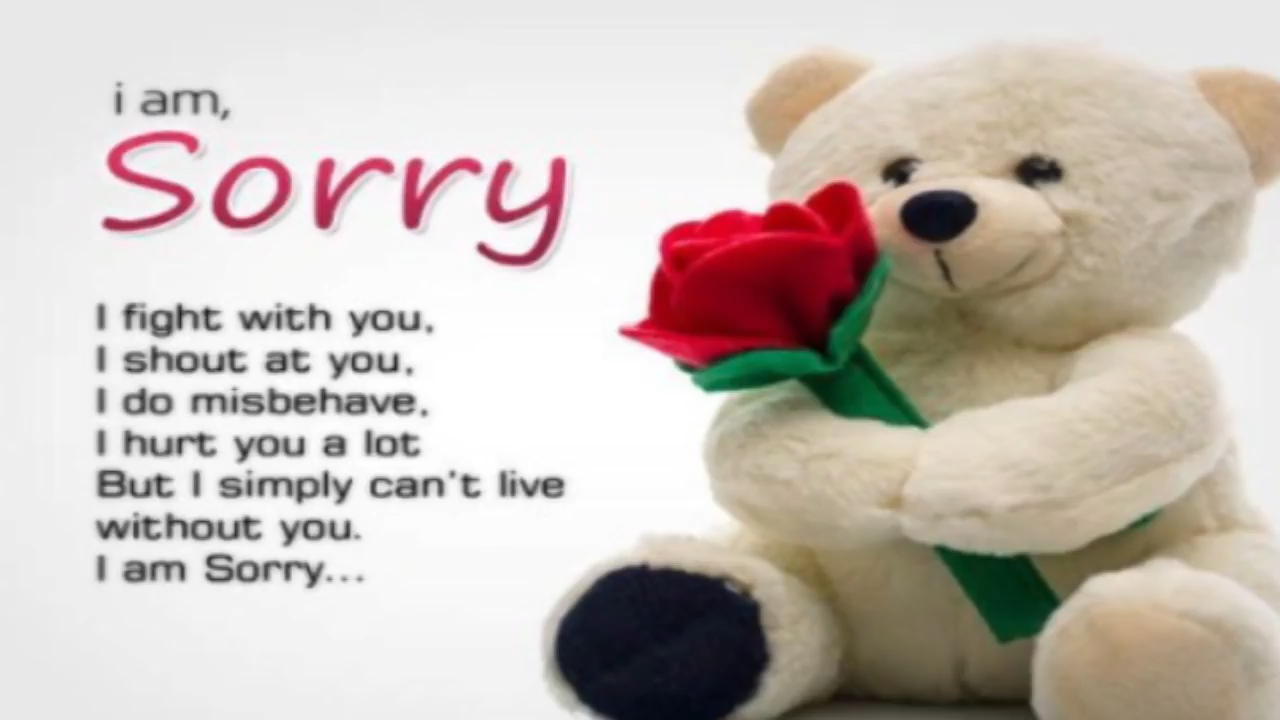 i am,
Sorry
I fight with you,
I shout at you,
I do misbehave,
I hurt you a lot
But I simply can't live
without you.
I am Sorry...